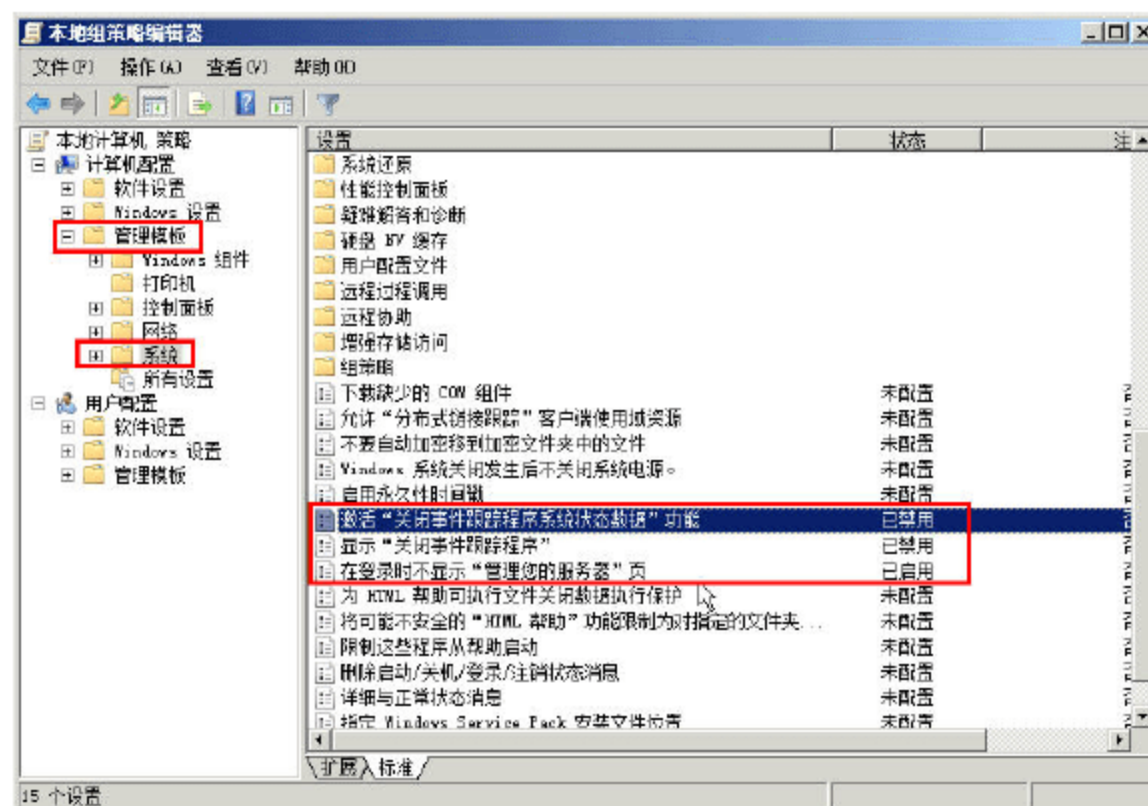 本地组策略编辑器
文件(F) 操作(A) 查看(V) 帮助(H)
本地计算机 策略
计算机配置
软件设置
Windows 设置
管理模板
Windows 组件
打印机
控制面板
网络
系统
所有设置
用户配置
软件设置
Windows 设置
管理模板
设置 状态 注
系统还原
性能控制面板
疑难解答和诊断
硬盘 NV 缓存
用户配置文件
远程过程调用
远程协助
增强存储访问
组策略
下载缺少的 COM 组件 未配置 否
允许“分布式链接跟踪”客户端使用域资源 未配置 否
不要自动加密移到加密文件夹中的文件 未配置 否
Windows 系统关闭发生后不关闭系统电源。 未配置 否
启用永久性时间戳 未配置 否
激活“关闭事件跟踪程序系统状态数据”功能 已禁用 否
显示“关闭事件跟踪程序” 已禁用 否
在登录时不显示“管理您的服务器”页 已启用 否
为 HTML 帮助可执行文件关闭数据执行保护 未配置 否
将可能不安全的“HTML 帮助”功能限制为对指定的文件夹... 未配置 否
限制这些程序从帮助启动 未配置 否
删除启动/关机/登录/注销状态消息 未配置 否
详细与正常状态消息 未配置 否
指定 Windows Service Pack 安装文件位置 未配置 否
扩展 标准
15 个设置